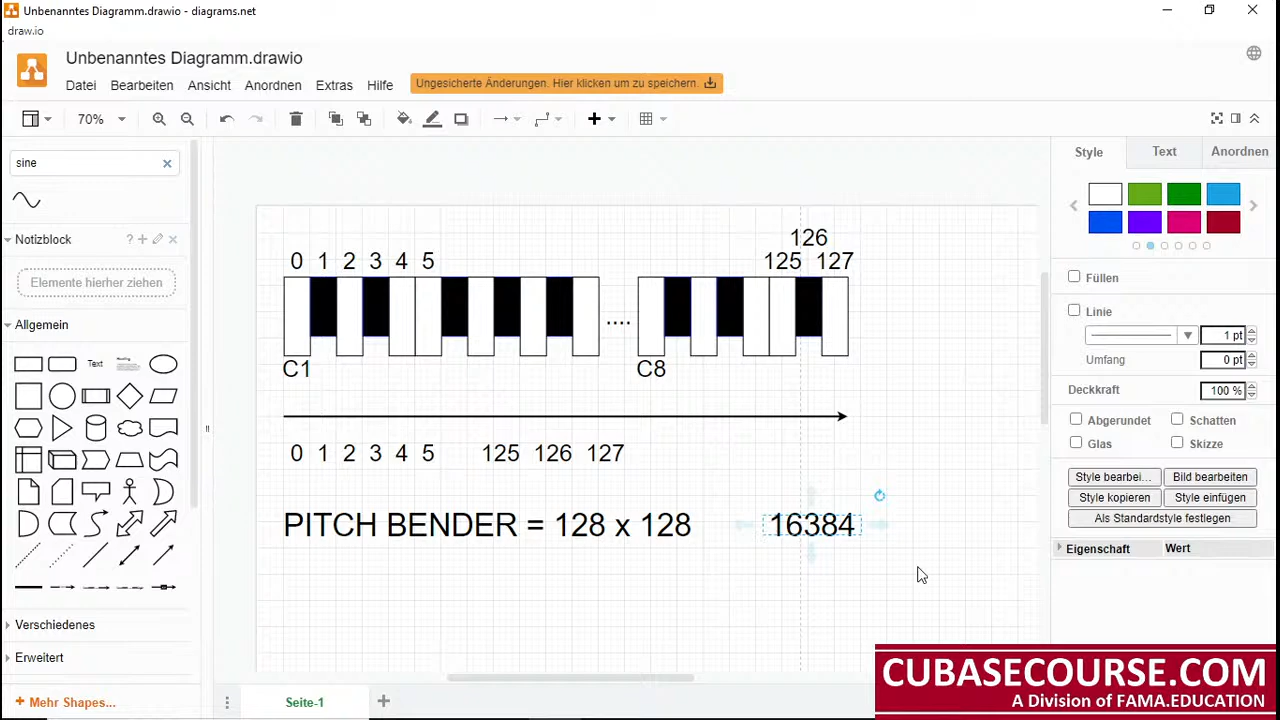 Unbenanntes Diagramm.drawio - diagrams.net
draw.io
Unbenanntes Diagramm.drawio
Datei Bearbeiten Ansicht Anordnen Extras Hilfe Ungesicherte Änderungen. Hier klicken um zu speichern.
70%
sine
Notizblock
Elemente hierher ziehen
Allgemein
Text
Verschiedenes
Erweitert
Mehr Shapes...
126
0 1 2 3 4 5 125 127
....
C1 C8
0 1 2 3 4 5 125 126 127
PITCH BENDER = 128 x 128 16384
Seite-1
Style Text Anordnen
Füllen
Linie
1 pt
Umfang 0 pt
Deckkraft 100 %
Abgerundet Schatten
Glas Skizze
Style bearbei... Bild bearbeiten
Style kopieren Style einfügen
Als Standardstyle festlegen
Eigenschaft Wert
CUBASECOURSE.COM
A Division of FAMA.EDUCATION